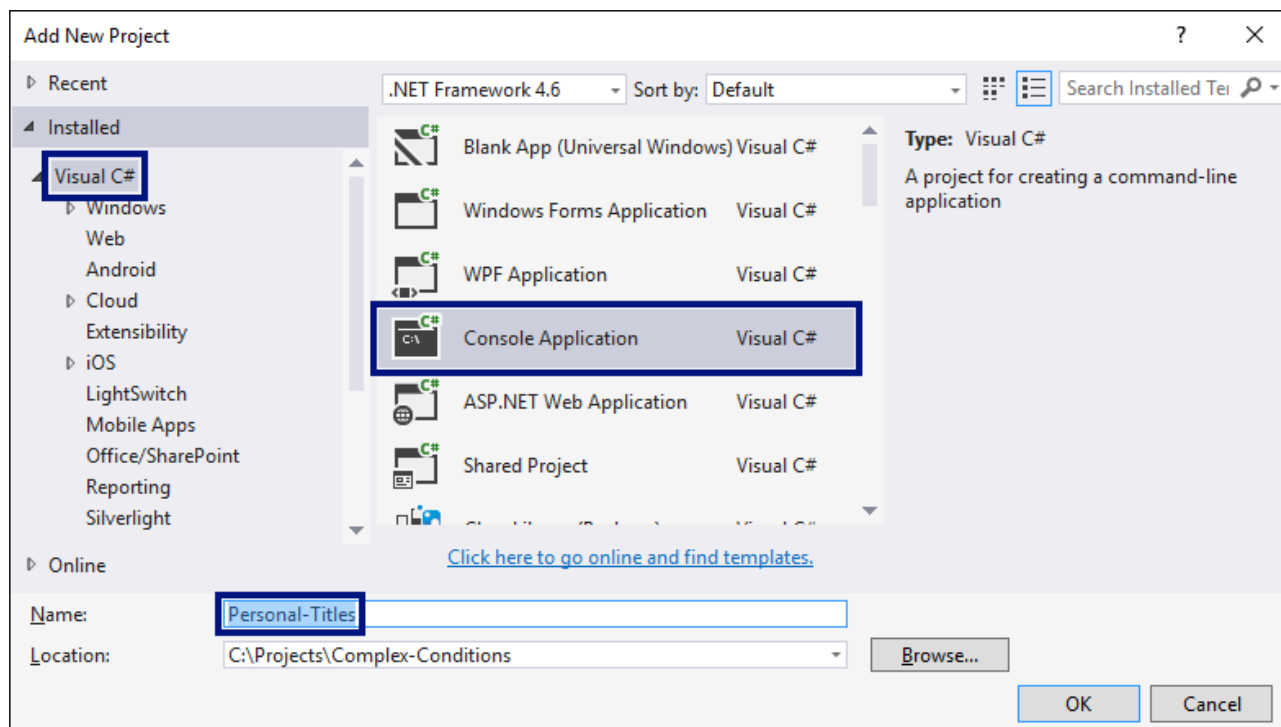 Add New Project
?
Recent
.NET Framework 4.6
Sort by:
Default
Search Installed Tei
Installed
Visual C#
Windows
Web
Android
Cloud
Extensibility
iOS
LightSwitch
Mobile Apps
Office/SharePoint
Reporting
Silverlight
Online
Blank App (Universal Windows) Visual C#
Windows Forms Application Visual C#
WPF Application Visual C#
Console Application Visual C#
ASP.NET Web Application Visual C#
Shared Project Visual C#
Click here to go online and find templates.
Type: Visual C#
A project for creating a command-line
application
Name: Personal-Titles
Location: C:\Projects\Complex-Conditions
Browse...
OK Cancel